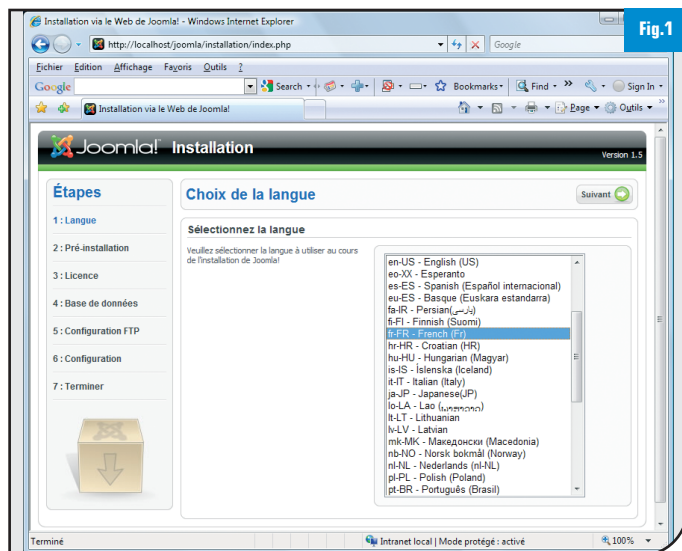 Fig.1
Installation via le Web de Joomla! - Windows Internet Explorer
http://localhost/joomla/installation/index.php
Google
Fichier Edition Affichage Favoris Outils ?
Google Search Bookmarks Find Sign In
Installation via le Web de Joomla! Page Outils
Joomla! Installation
Version 1.5
Étapes
1 : Langue
2 : Pré-installation
3 : Licence
4 : Base de données
5 : Configuration FTP
6 : Configuration
7 : Terminer
Choix de la langue
Suivant
Sélectionnez la langue
Veuillez sélectionner la langue à utiliser au cours
de l'installation de Joomla!
en-US - English (US)
eo-XX - Esperanto
es-ES - Spanish (Español internacional)
eu-ES - Basque (Euskara estandarra)
fa-IR - Persian(پارسی)
fi-FI - Finnish (Suomi)
fr-FR - French (Fr)
hr-HR - Croatian (HR)
hu-HU - Hungarian (Magyar)
is-IS - Íslenska (Iceland)
it-IT - Italian (Italy)
ja-JP - Japanese(JP)
lo-LA - Lao
lt-LT - Lithuanian
lv-LV - Latvian
mk-MK - Македонски (Macedonia)
nb-NO - Norsk bokmål (Norway)
nl-NL - Nederlands (nl-NL)
pl-PL - Polish (Poland)
pt-BR - Português (Brasil)
Terminé
Intranet local | Mode protégé : activé
100%